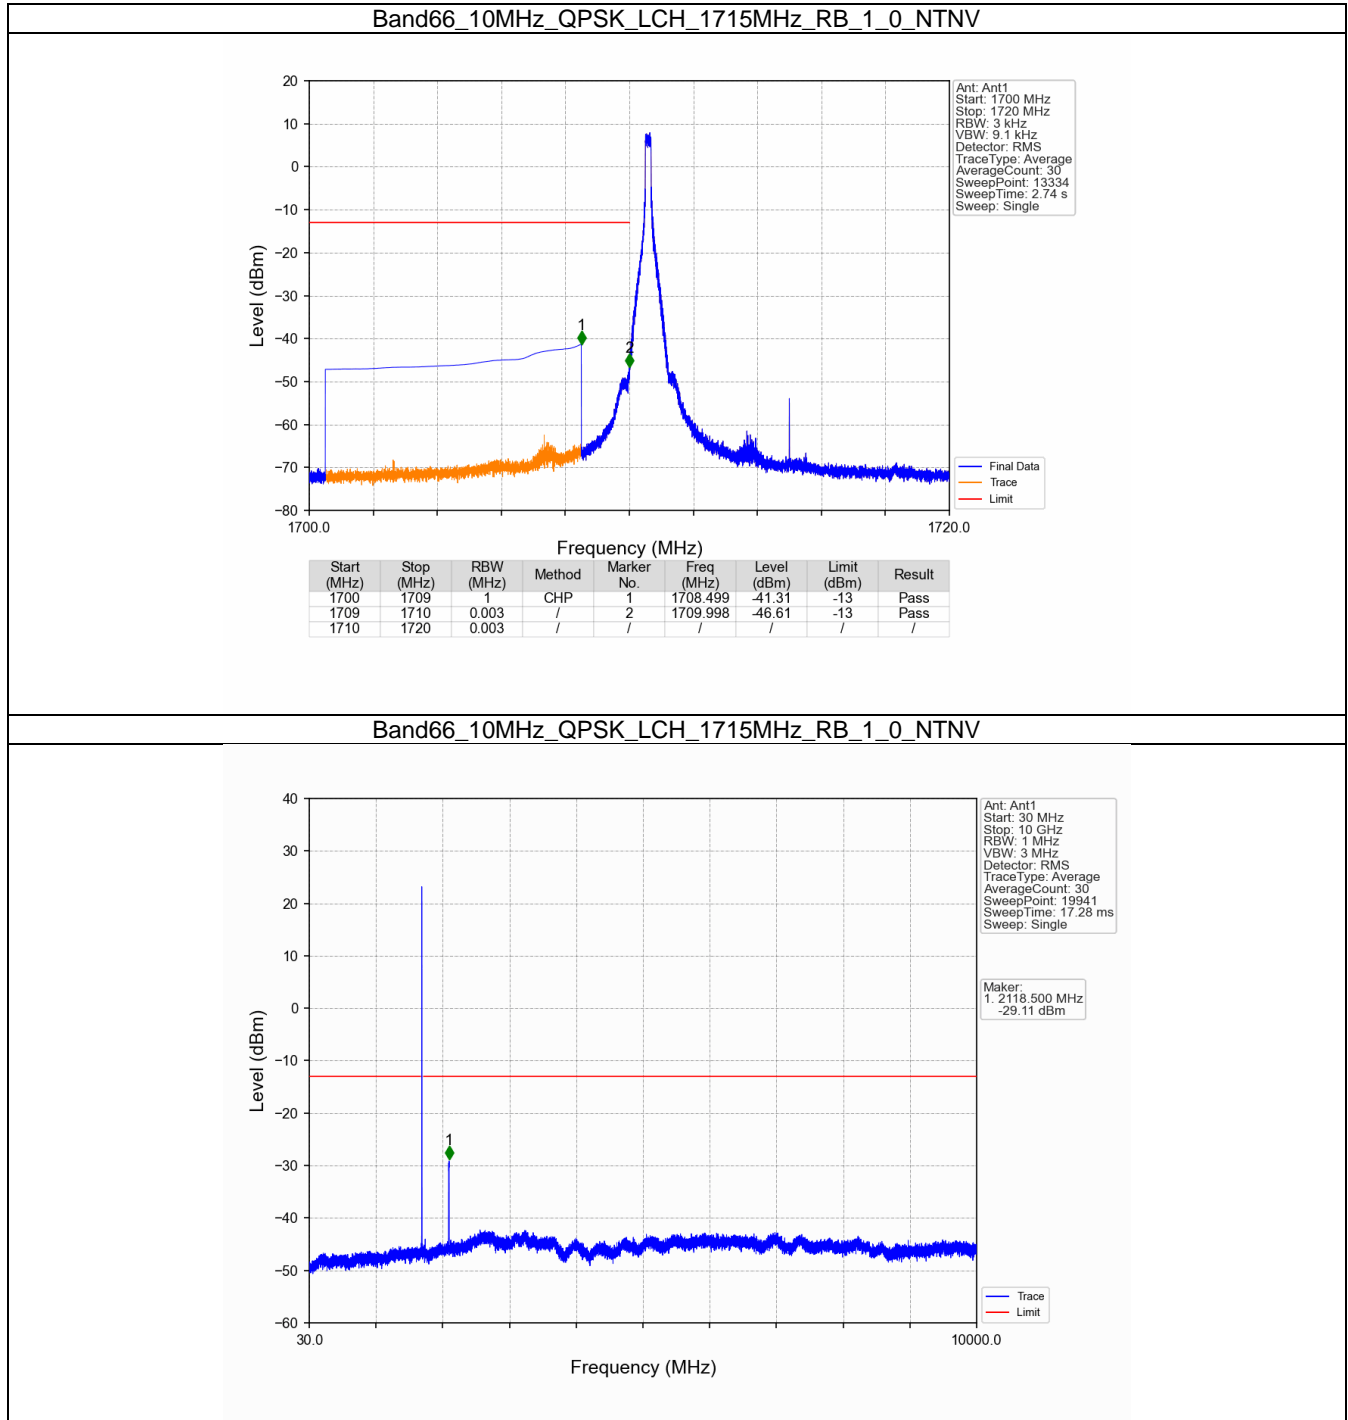 Band66_10MHz_QPSK_LCH_1715MHz_RB_1_0_NTNV
20
10
0
−10
−20
−30
−40
−50
−60
−70
−80
Level (dBm)
1
2
1700.0
1720.0
Frequency (MHz)
Ant: Ant1
Start: 1700 MHz
Stop: 1720 MHz
RBW: 3 kHz
VBW: 9.1 kHz
Detector: RMS
TraceType: Average
AverageCount: 30
SweepPoint: 13334
SweepTime: 2.74 s
Sweep: Single
Final Data
Trace
Limit
Start (MHz) Stop (MHz) RBW (MHz) Method Marker No. Freq (MHz) Level (dBm) Limit (dBm) Result
1700 1709 1 CHP 1 1708.499 -41.31 -13 Pass
1709 1710 0.003 / 2 1709.998 -46.61 -13 Pass
1710 1720 0.003 / / / / / /
Band66_10MHz_QPSK_LCH_1715MHz_RB_1_0_NTNV
40
30
20
10
0
−10
−20
−30
−40
−50
−60
Level (dBm)
1
30.0
10000.0
Frequency (MHz)
Ant: Ant1
Start: 30 MHz
Stop: 10 GHz
RBW: 1 MHz
VBW: 3 MHz
Detector: RMS
TraceType: Average
AverageCount: 30
SweepPoint: 19941
SweepTime: 17.28 ms
Sweep: Single
Maker:
1. 2118.500 MHz
-29.11 dBm
Trace
Limit